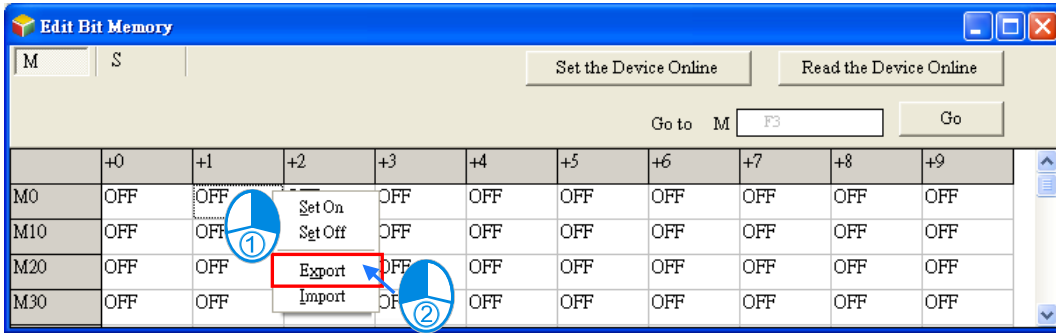 Edit Bit Memory
M S Set the Device Online Read the Device Online
Go to M F3 Go
+0 +1 +2 +3 +4 +5 +6 +7 +8 +9
M0 OFF OFF OFF OFF OFF OFF OFF OFF OFF
Set On
M10 OFF OFF Set Off OFF OFF OFF OFF OFF OFF OFF
①
M20 OFF OFF Export OFF OFF OFF OFF OFF OFF
M30 OFF OFF Import OFF OFF OFF OFF OFF OFF
②